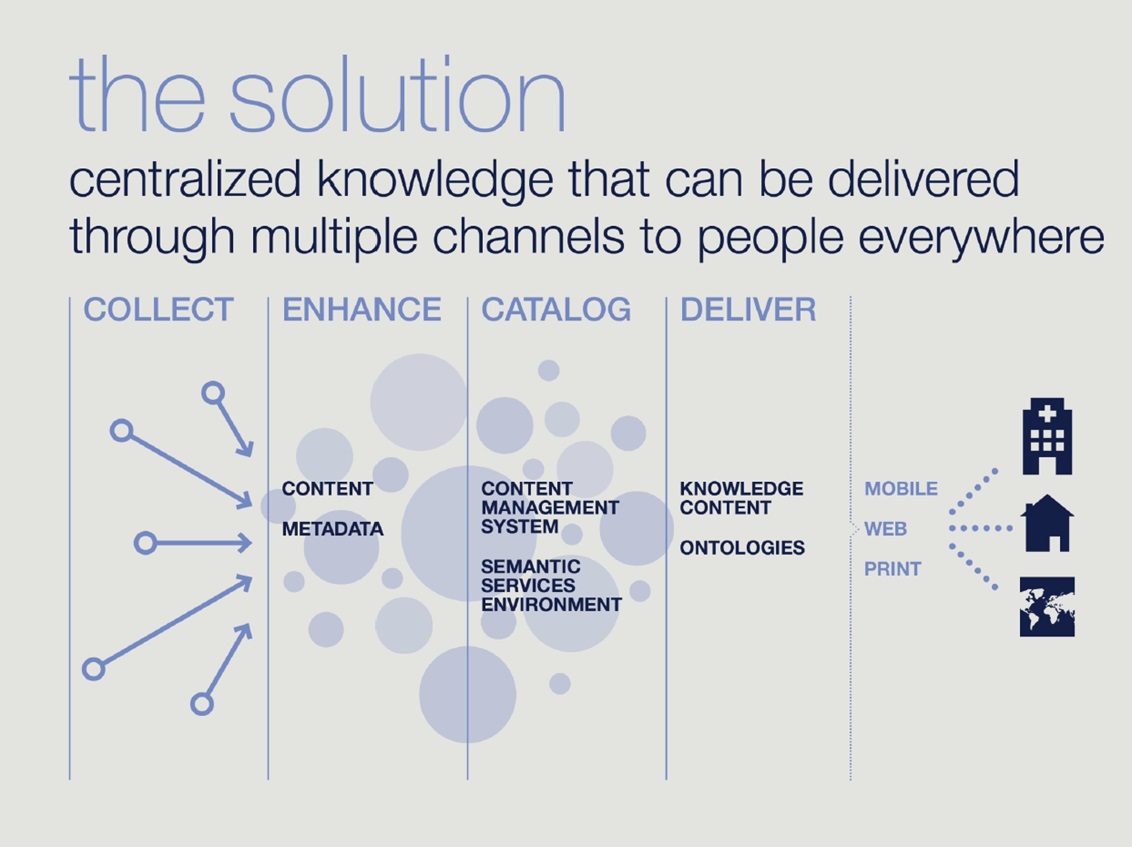 the solution
centralized knowledge that can be delivered
through multiple channels to people everywhere
COLLECT
ENHANCE
CATALOG
DELIVER
CONTENT
METADATA
CONTENT
MANAGEMENT
SYSTEM
SEMANTIC
SERVICES
ENVIRONMENT
KNOWLEDGE
CONTENT
ONTOLOGIES
MOBILE
WEB
PRINT